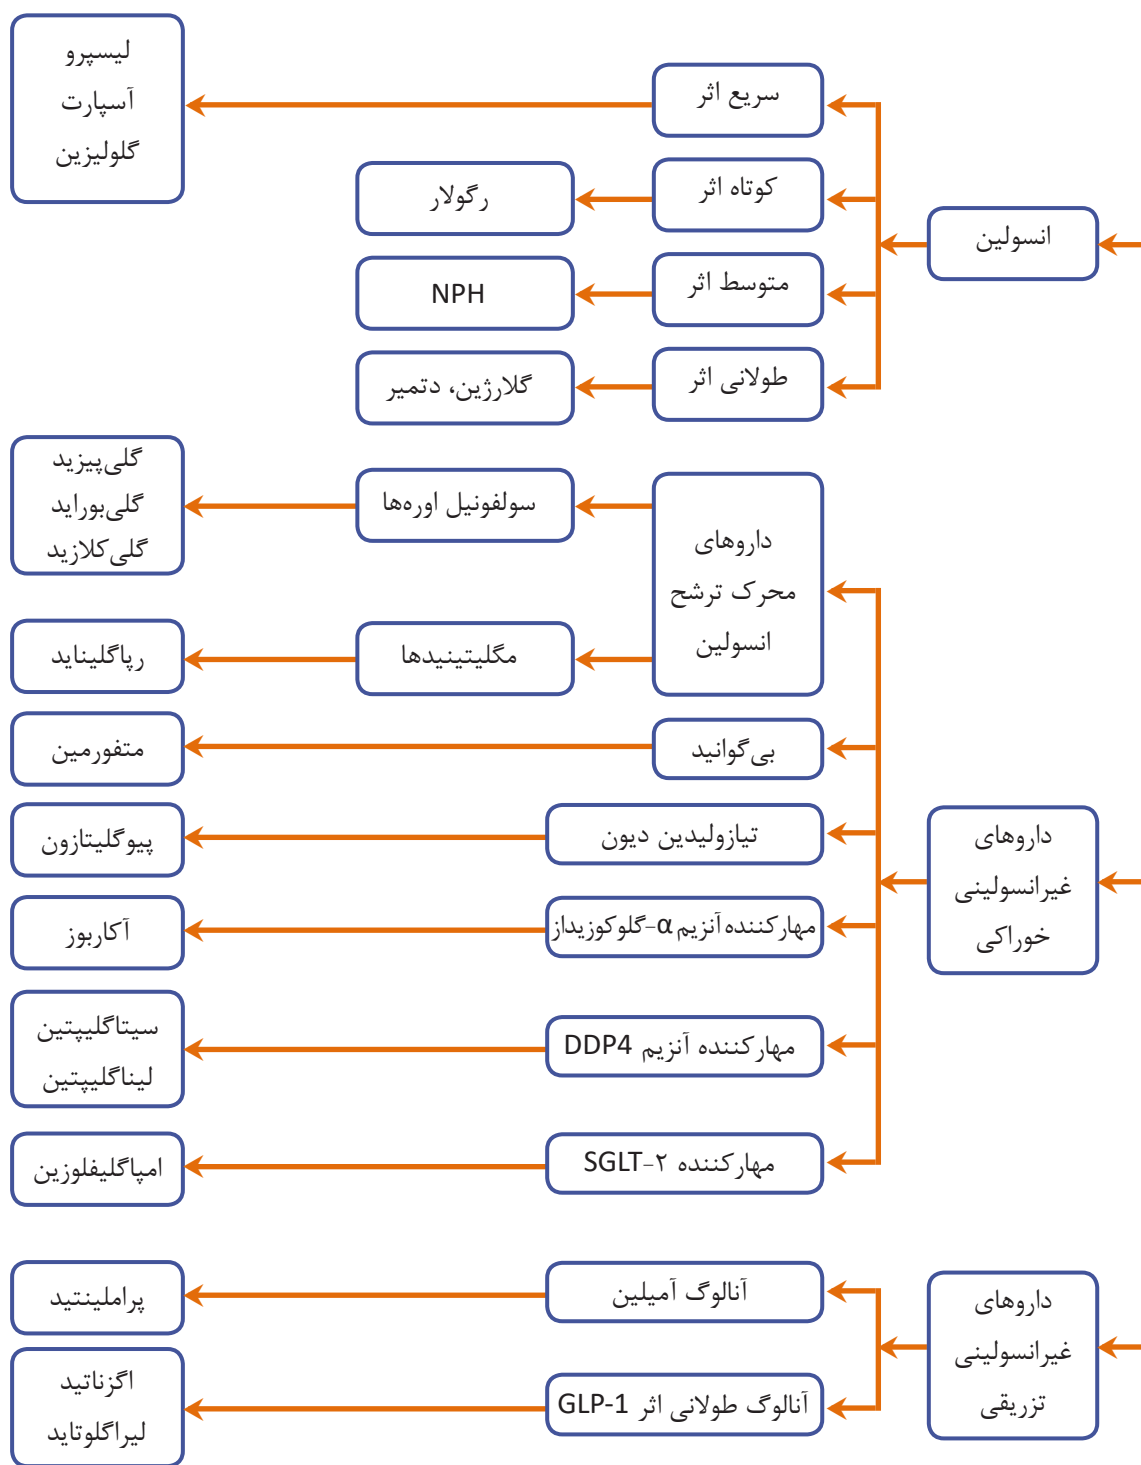 انسولین
سریع اثر
لیسپرو
آسپارت
گلولیزین
کوتاه اثر
رگولار
متوسط اثر
NPH
طولانی اثر
گلارژین، دتمیر
داروهای
غیرانسولینی
خوراکی
داروهای
محرک ترشح
انسولین
سولفونیل اوره‌ها
گلی‌پیزید
گلی‌بوراید
گلی‌کلازید
مگلیتینیدها
رپاگلیناید
بی‌گوانید
متفورمین
تیازولیدین دیون
پیوگلیتازون
مهارکننده آنزیم α-گلوکوزیداز
آکاربوز
مهارکننده آنزیم DDP4
سیتاگلیپتین
لیناگلیپتین
مهارکننده SGLT-۲
امپاگلیفلوزین
داروهای
غیرانسولینی
تزریقی
آنالوگ آمیلین
پراملینتید
آنالوگ طولانی اثر GLP-1
اگزناتید
لیراگلوتاید